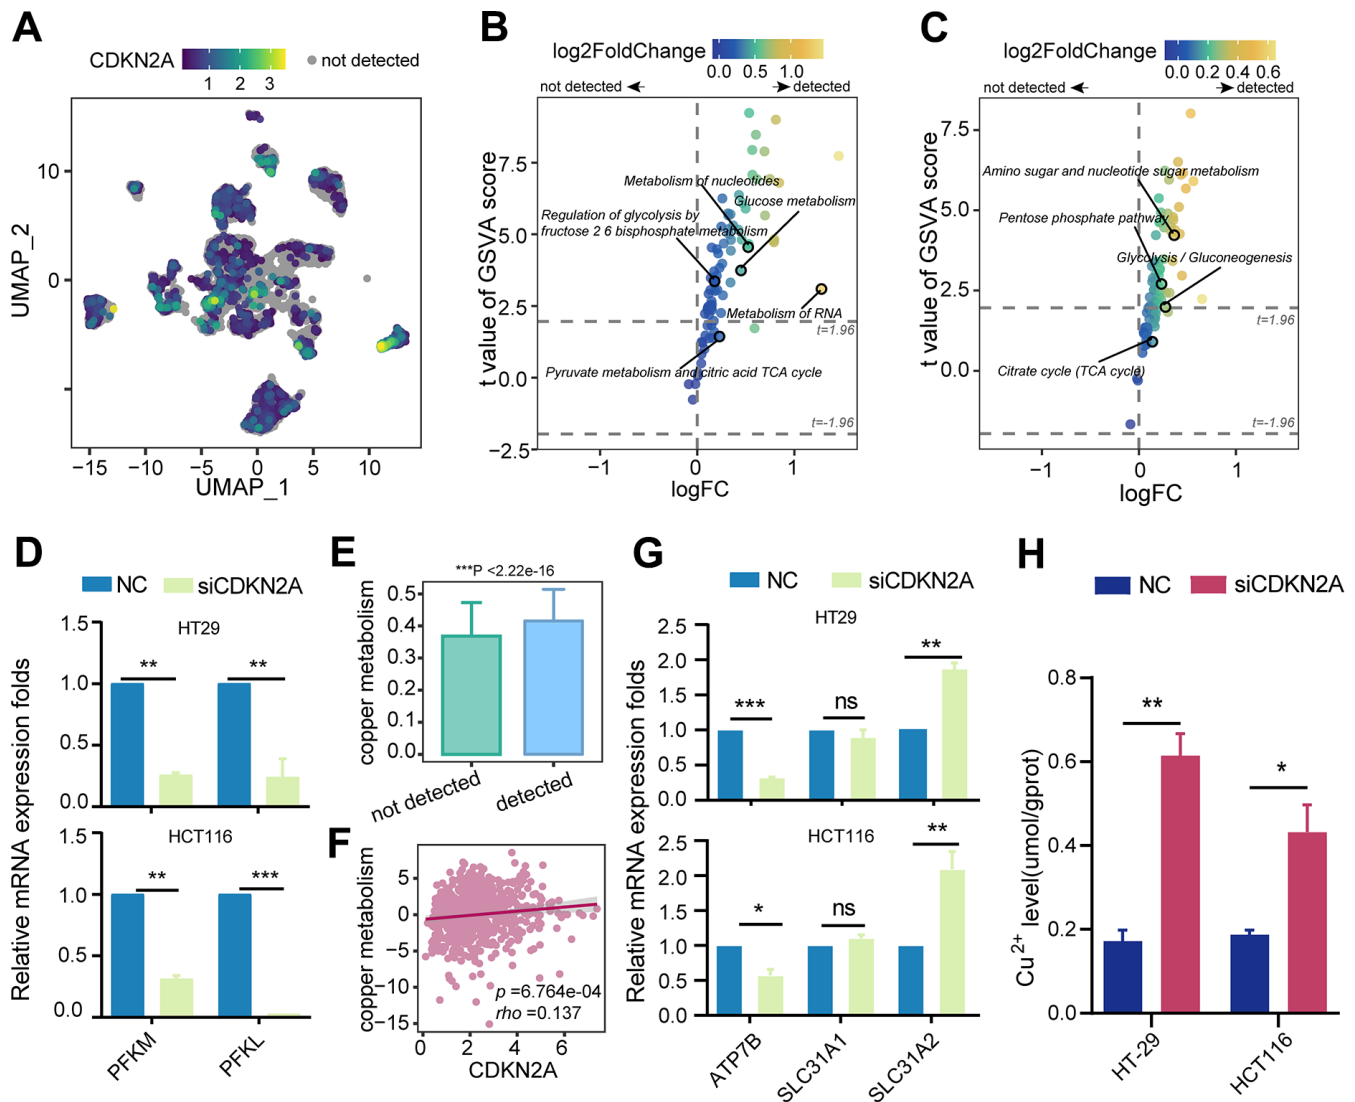 A
CDKN2A
1
2
3
not detected
UMAP_2
10
0
−15
−10
−5
0
5
10
UMAP_1
B
log2FoldChange
0.0
0.5
1.0
not detected
detected
t value of GSVA score
7.5
5.0
2.5
0.0
−2.5
Metabolism of nucleotides
Glucose metabolism
Regulation of glycolysis by
fructose 2 6 bisphosphate metabolism
Metabolism of RNA
t=1.96
Pyruvate metabolism and citric acid TCA cycle
t=-1.96
−1
0
1
logFC
C
log2FoldChange
0.0
0.2
0.4
0.6
not detected
detected
t value of GSVA score
7.5
5.0
2.5
0.0
Amino sugar and nucleotide sugar metabolism
Pentose phosphate pathway
Glycolysis / Gluconeogenesis
t=1.96
Citrate cycle (TCA cycle)
t=-1.96
−1
0
1
logFC
D
NC
siCDKN2A
Relative mRNA expression folds
HT29
1.5
1.0
0.5
0.0
**
**
HCT116
1.5
1.0
0.5
0.0
**
***
PFKM
PFKL
E
***P <2.22e-16
copper metabolism
0.5
0.4
0.3
0.2
0.1
0.0
not detected
detected
F
copper metabolism
5
0
−5
−10
−15
p =6.764e-04
rho =0.137
0
2
4
6
CDKN2A
G
NC
siCDKN2A
Relative mRNA expression folds
HT29
2.5
2.0
1.5
1.0
0.5
0.0
***
ns
**
HCT116
2.5
2.0
1.5
1.0
0.5
0.0
*
ns
**
ATP7B
SLC31A1
SLC31A2
H
NC
siCDKN2A
Cu2+ level(umol/gprot)
0.8
0.6
0.4
0.2
0.0
**
*
HT-29
HCT116